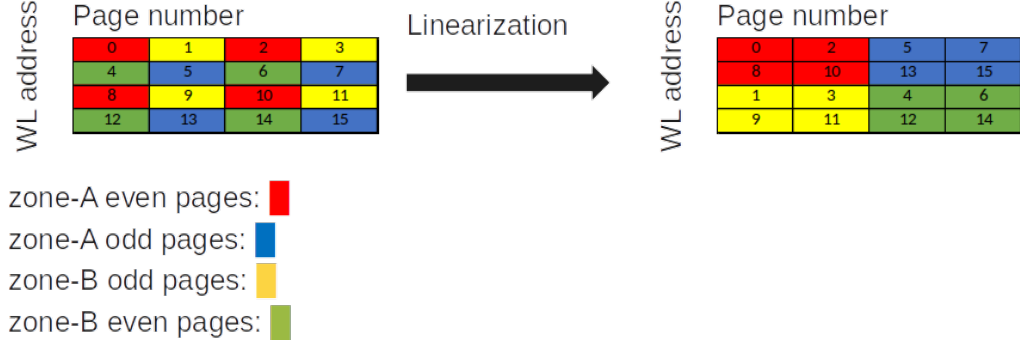 Page number
WL address
0 1 2 3
4 5 6 7
8 9 10 11
12 13 14 15
Linearization
Page number
WL address
0 2 5 7
8 10 13 15
1 3 4 6
9 11 12 14
zone-A even pages:
zone-A odd pages:
zone-B odd pages:
zone-B even pages: